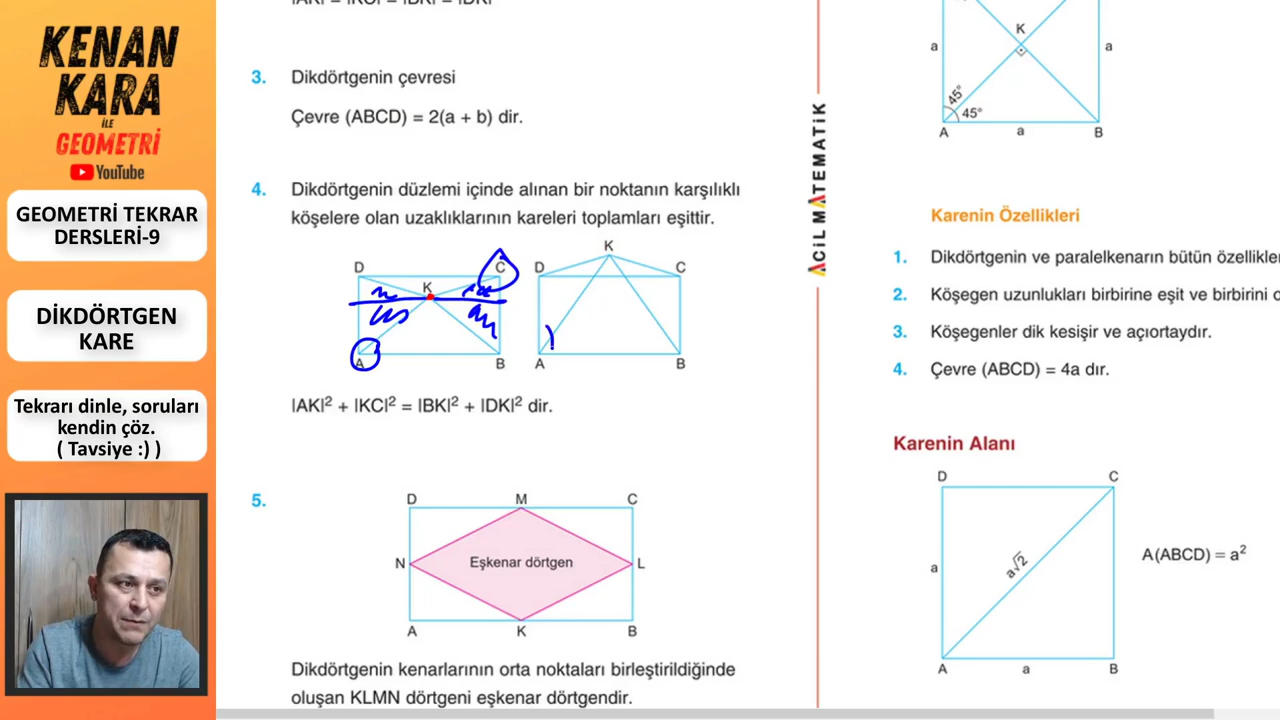 KENAN
KARA
İLE
GEOMETRİ
YouTube
GEOMETRİ TEKRAR
DERSLERİ-9
DİKDÖRTGEN
KARE
Tekrarı dinle, soruları
kendin çöz.
( Tavsiye :) )
|AK| = |KC| = |BK| = |DK|
3. Dikdörtgenin çevresi
Çevre (ABCD) = 2(a + b) dir.
4. Dikdörtgenin düzlemi içinde alınan bir noktanın karşılıklı
köşelere olan uzaklıklarının kareleri toplamları eşittir.
D K C
A B
D K C
A B
|AK|² + |KC|² = |BK|² + |DK|² dir.
5.
D M C
N Eşkenar dörtgen L
A K B
Dikdörtgenin kenarlarının orta noktaları birleştirildiğinde
oluşan KLMN dörtgeni eşkenar dörtgendir.
ACİL MATEMATİK
K
a a
45°
45°
A a B
Karenin Özellikleri
1. Dikdörtgenin ve paralelkenarın bütün özellikle
2. Köşegen uzunlukları birbirine eşit ve birbirini
3. Köşegenler dik kesişir ve açıortaydır.
4. Çevre (ABCD) = 4a dır.
Karenin Alanı
D C
a a√2
A(ABCD) = a²
A a B